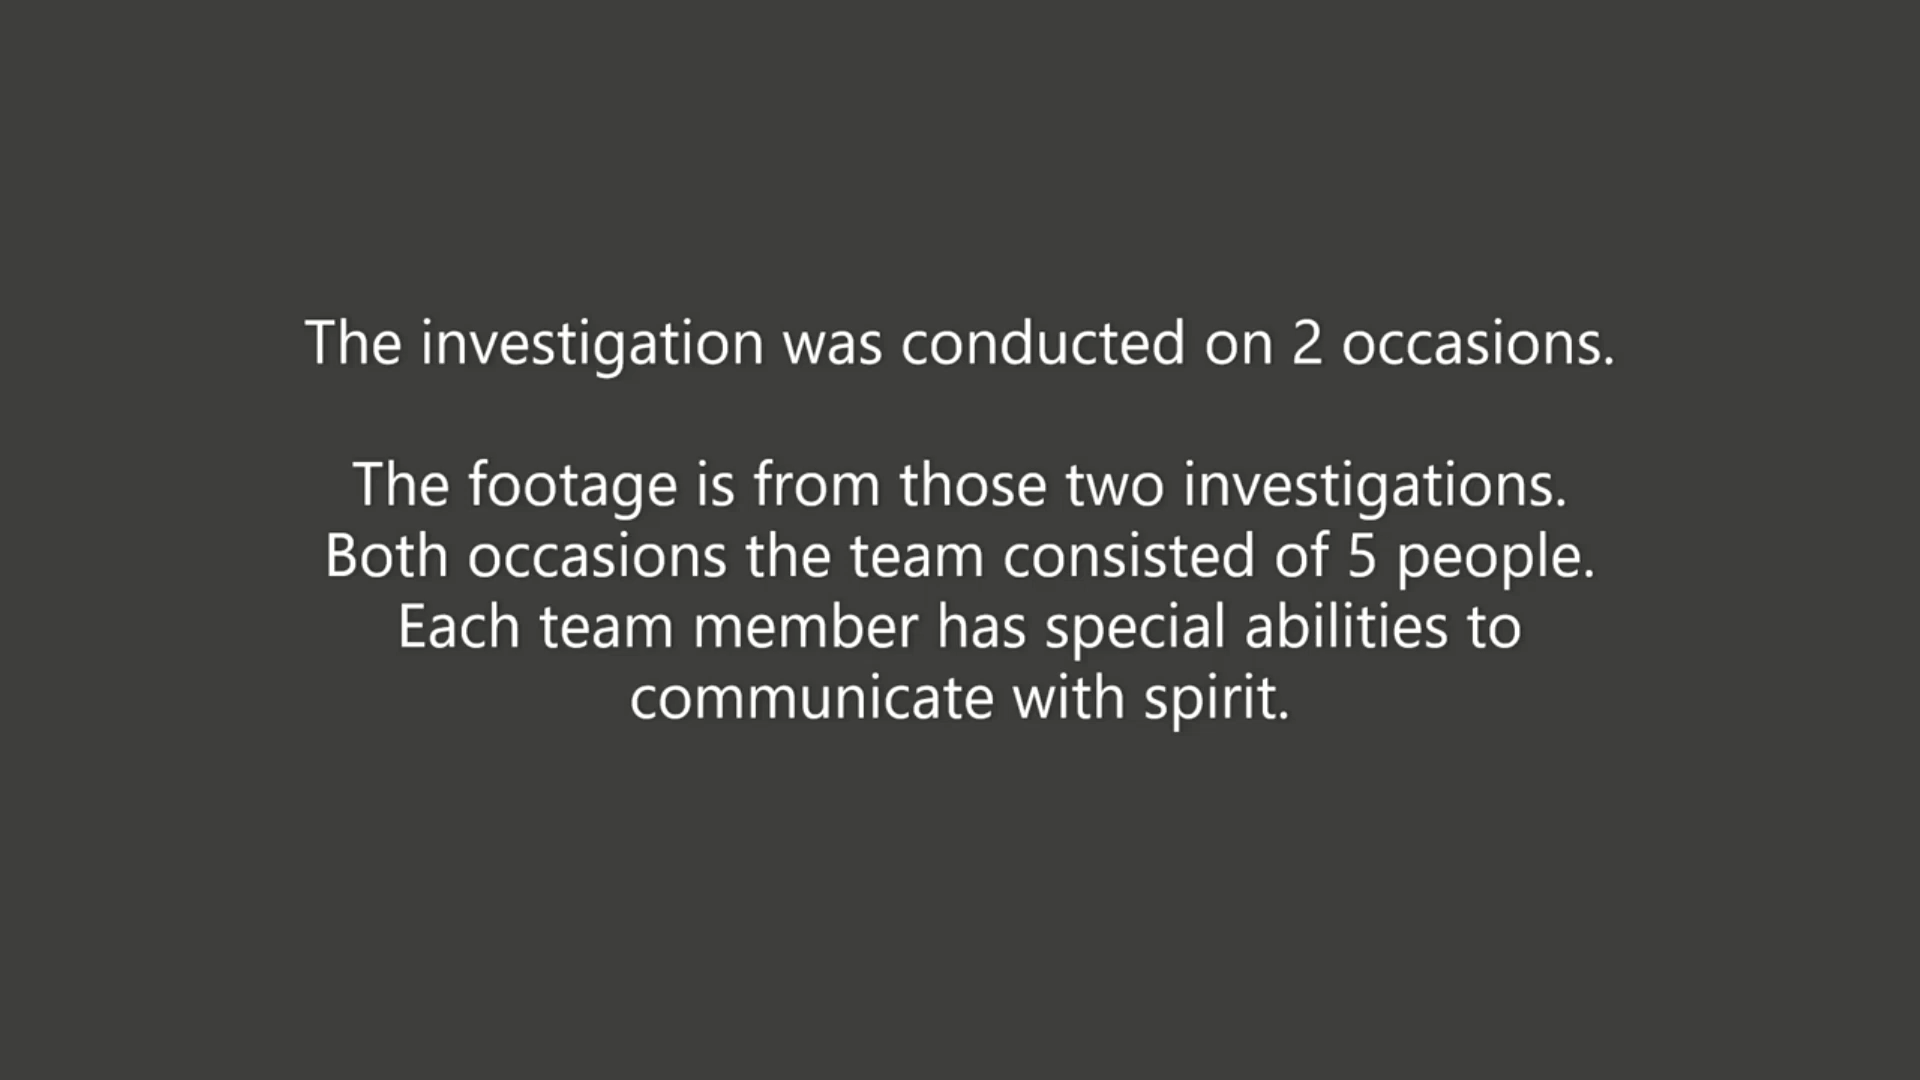 The investigation was conducted on 2 occasions.
The footage is from those two investigations.
Both occasions the team consisted of 5 people.
Each team member has special abilities to
communicate with spirit.